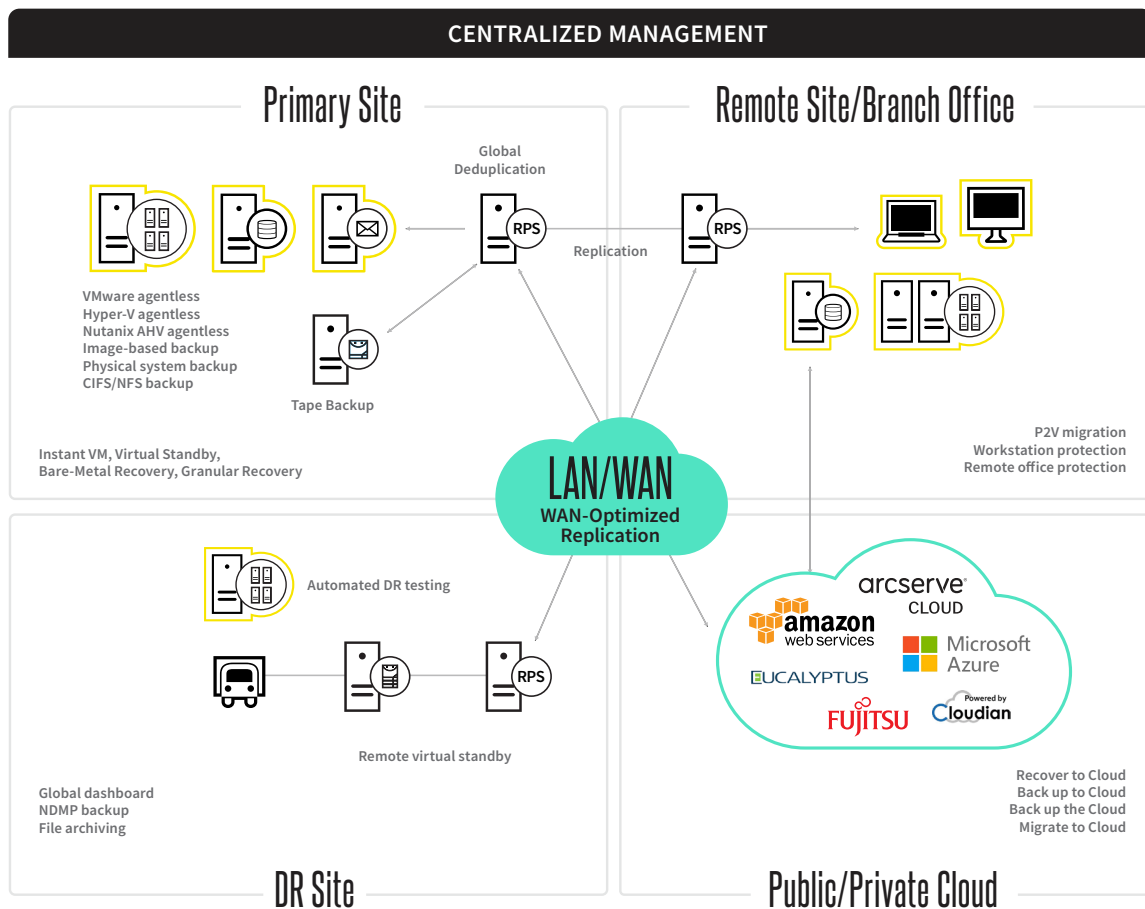 CENTRALIZED MANAGEMENT
Primary Site
Global
Deduplication
RPS
VMware agentless
Hyper-V agentless
Nutanix AHV agentless
Image-based backup
Physical system backup
CIFS/NFS backup
Tape Backup
Instant VM, Virtual Standby,
Bare-Metal Recovery, Granular Recovery
Replication
Remote Site/Branch Office
RPS
P2V migration
Workstation protection
Remote office protection
LAN/WAN
WAN-Optimized
Replication
Automated DR testing
RPS
Remote virtual standby
Global dashboard
NDMP backup
File archiving
DR Site
arcserve®
CLOUD
amazon
web services
Microsoft
Azure
EUCALYPTUS
FUJITSU
Powered by
Cloudian
Recover to Cloud
Back up to Cloud
Back up the Cloud
Migrate to Cloud
Public/Private Cloud